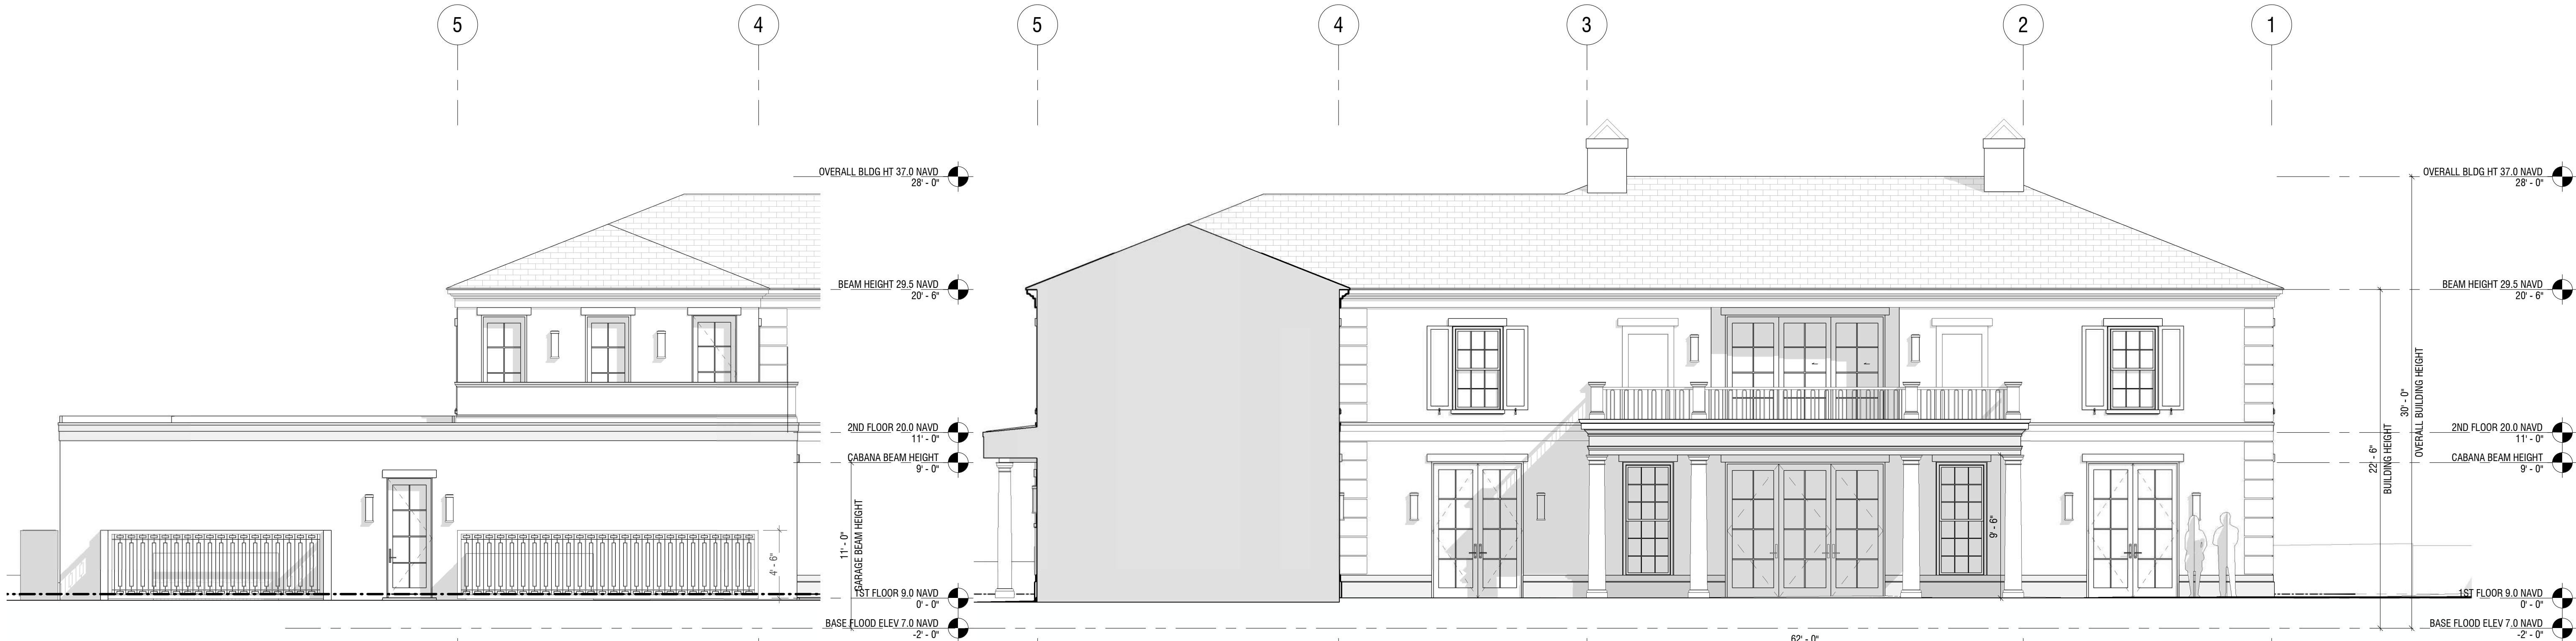 5
4
5
4
3
2
1
OVERALL BLDG HT 37.0 NAVD
28' - 0"
BEAM HEIGHT 29.5 NAVD
20' - 6"
2ND FLOOR 20.0 NAVD
11' - 0"
CABANA BEAM HEIGHT
9' - 0"
11' - 0"
GARAGE BEAM HEIGHT
4' - 6"
1ST FLOOR 9.0 NAVD
0' - 0"
BASE FLOOD ELEV 7.0 NAVD
-2' - 0"
9' - 6"
62' - 0"
22' - 6"
BUILDING HEIGHT
30' - 0"
OVERALL BUILDING HEIGHT
OVERALL BLDG HT 37.0 NAVD
28' - 0"
BEAM HEIGHT 29.5 NAVD
20' - 6"
2ND FLOOR 20.0 NAVD
11' - 0"
CABANA BEAM HEIGHT
9' - 0"
1ST FLOOR 9.0 NAVD
0' - 0"
BASE FLOOD ELEV 7.0 NAVD
-2' - 0"